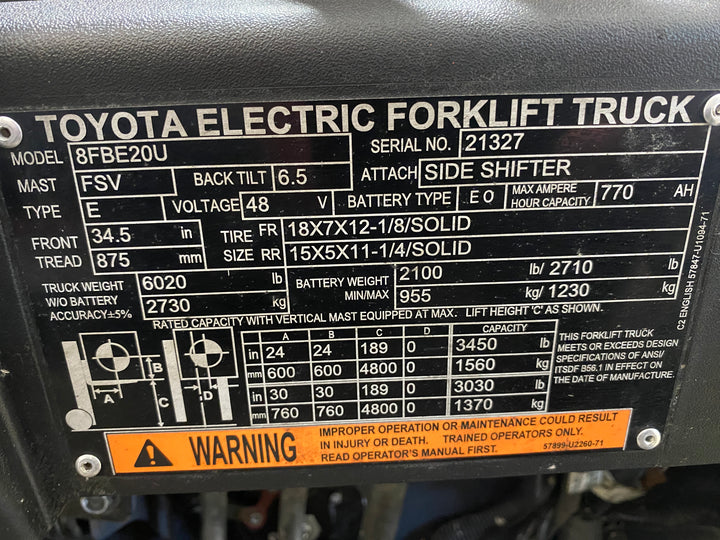 TOYOTA ELECTRIC FORKLIFT TRUCK
MODEL 8FBE20U SERIAL NO. 21327
MAST FSV BACK TILT 6.5 ATTACH SIDE SHIFTER
TYPE E VOLTAGE 48 V BATTERY TYPE E O MAX AMPERE HOUR CAPACITY 770 AH
FRONT TREAD 34.5 in TIRE SIZE FR 18X7X12-1/8/SOLID
875 mm RR 15X5X11-1/4/SOLID
TRUCK WEIGHT 6020 lb BATTERY WEIGHT 2100 lb/ 2710 lb
W/O BATTERY ACCURACY±5% 2730 kg MIN/MAX 955 kg/ 1230 kg
RATED CAPACITY WITH VERTICAL MAST EQUIPPED AT MAX. LIFT HEIGHT 'C' AS SHOWN.
A B C D CAPACITY
in 24 24 189 0 3450 lb
mm 600 600 4800 0 1560 kg
in 30 30 189 0 3030 lb
mm 760 760 4800 0 1370 kg
A B C D
THIS FORKLIFT TRUCK
MEETS OR EXCEEDS DESIGN
SPECIFICATIONS OF ANSI/
ITSDF B56.1 IN EFFECT ON
THE DATE OF MANUFACTURE.
C2 ENGLISH 57847-U1094-71
WARNING
IMPROPER OPERATION OR MAINTENANCE COULD RESULT
IN INJURY OR DEATH. TRAINED OPERATORS ONLY.
READ OPERATOR'S MANUAL FIRST.
57899-U2260-71